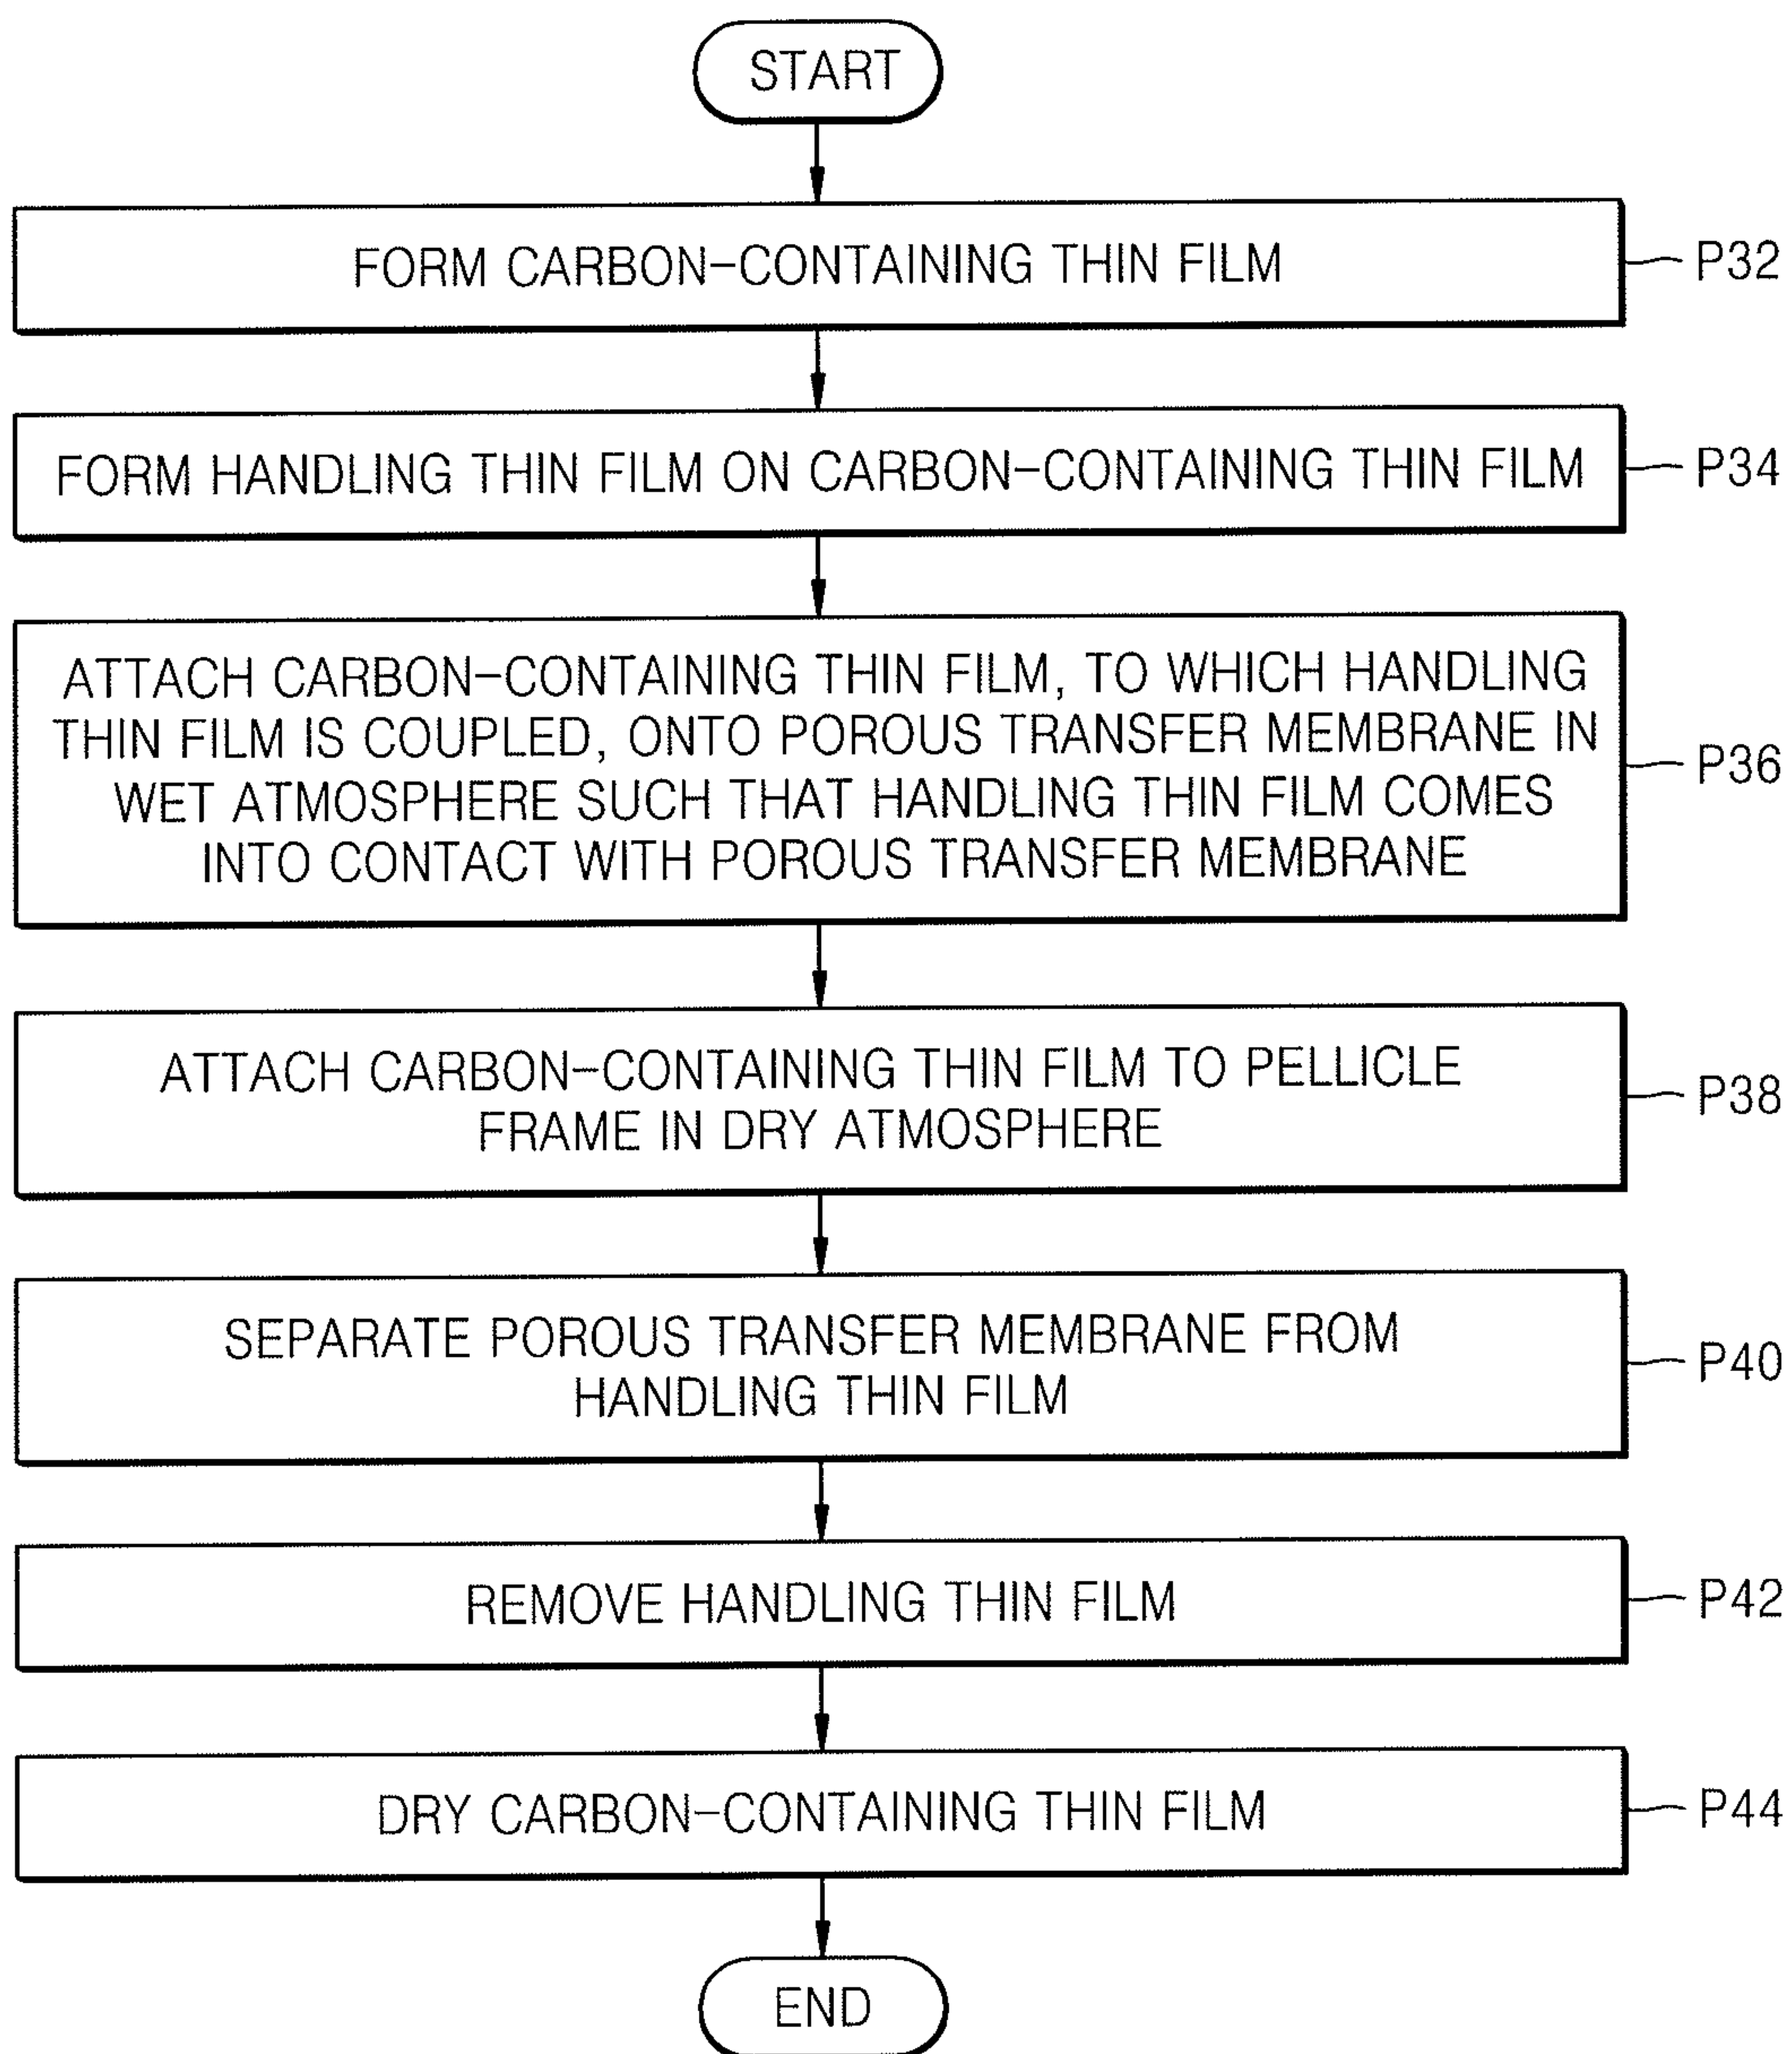 START
FORM CARBON-CONTAINING THIN FILM
P32
FORM HANDLING THIN FILM ON CARBON-CONTAINING THIN FILM
P34
ATTACH CARBON-CONTAINING THIN FILM, TO WHICH HANDLING
THIN FILM IS COUPLED, ONTO POROUS TRANSFER MEMBRANE IN
WET ATMOSPHERE SUCH THAT HANDLING THIN FILM COMES
INTO CONTACT WITH POROUS TRANSFER MEMBRANE
P36
ATTACH CARBON-CONTAINING THIN FILM TO PELLICLE
FRAME IN DRY ATMOSPHERE
P38
SEPARATE POROUS TRANSFER MEMBRANE FROM
HANDLING THIN FILM
P40
REMOVE HANDLING THIN FILM
P42
DRY CARBON-CONTAINING THIN FILM
P44
END